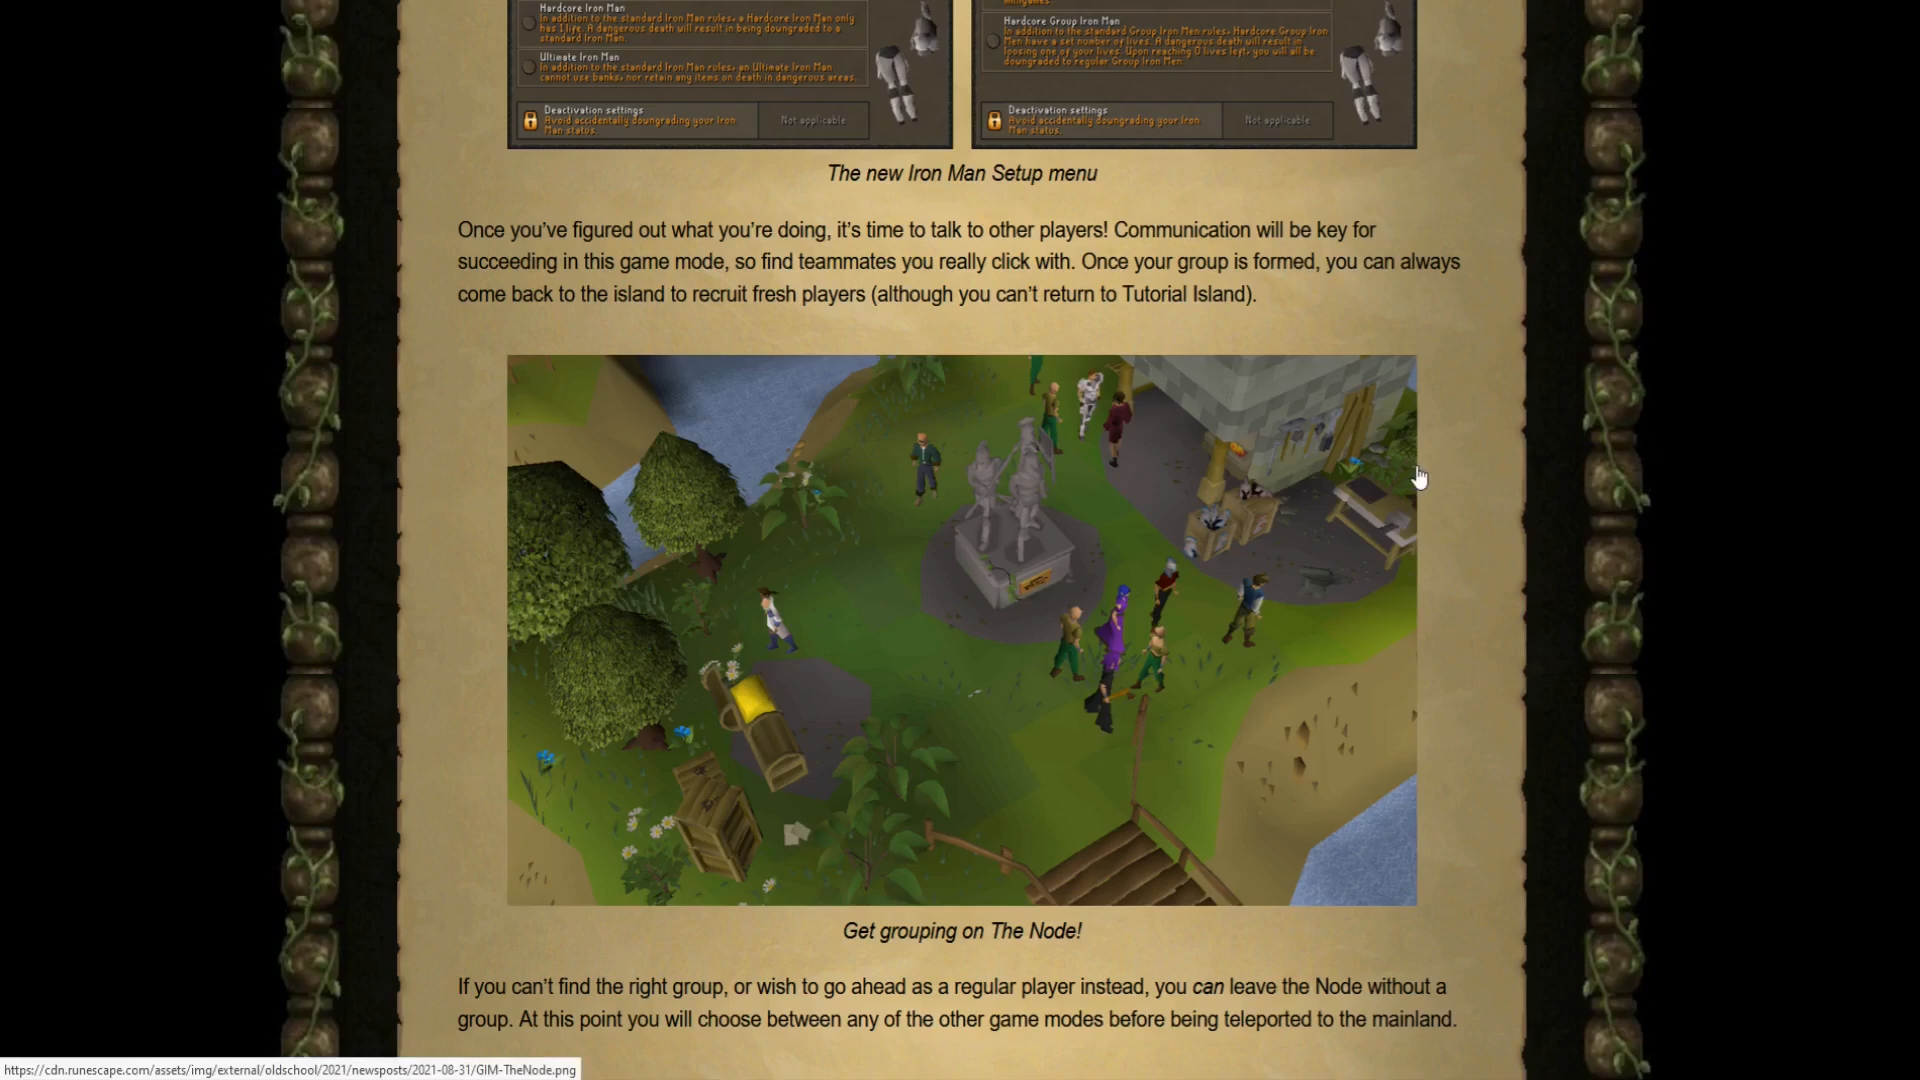 Hardcore Iron Man
In addition to the standard Iron Man rules, a Hardcore Iron Man only
has 1 life. A dangerous death will result in being downgraded to a
standard Iron Man.
Ultimate Iron Man
In addition to the standard Iron Man rules, an Ultimate Iron Man
cannot use banks, nor retain any items on death in dangerous areas.
Deactivation settings
Avoid accidentally downgrading your Iron
Man status.
Not applicable
minigames.
Hardcore Group Iron Man
In addition to the standard Group Iron Men rules, Hardcore Group Iron
Men have a set number of lives. A dangerous death will result in
loosing one of your lives. Upon reaching 0 lives left, you will all be
downgraded to regular Group Iron Men.
Deactivation settings
Avoid accidentally downgrading your Iron
Man status.
Not applicable
The new Iron Man Setup menu
Once you’ve figured out what you’re doing, it’s time to talk to other players! Communication will be key for
succeeding in this game mode, so find teammates you really click with. Once your group is formed, you can always
come back to the island to recruit fresh players (although you can’t return to Tutorial Island).
Get grouping on The Node!
If you can’t find the right group, or wish to go ahead as a regular player instead, you can leave the Node without a
group. At this point you will choose between any of the other game modes before being teleported to the mainland.
https://cdn.runescape.com/assets/img/external/oldschool/2021/newsposts/2021-08-31/GIM-TheNode.png